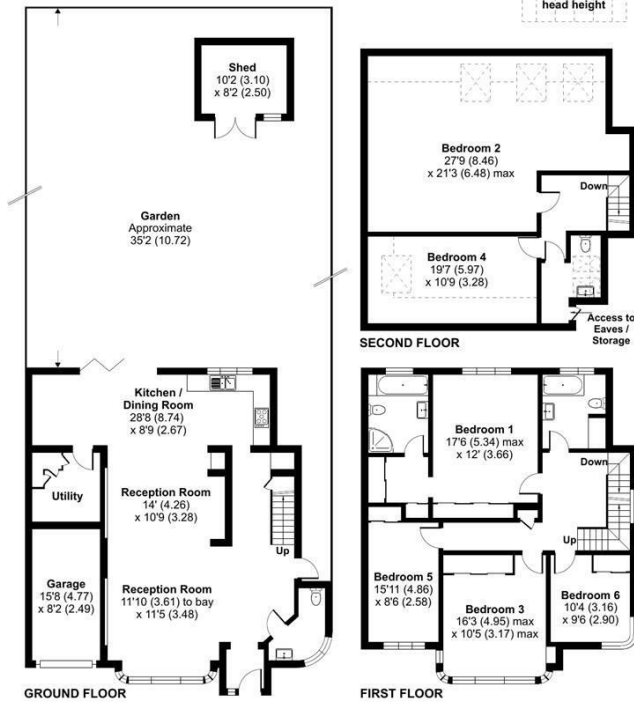 head height
Shed
10'2 (3.10)
x 8'2 (2.50)
Garden
Approximate
35'2 (10.72)
Kitchen /
Dining Room
28'8 (8.74)
x 8'9 (2.67)
Utility
Reception Room
14' (4.26)
x 10'9 (3.28)
Up
Garage
15'8 (4.77)
x 8'2 (2.49)
Reception Room
11'10 (3.61) to bay
x 11'5 (3.48)
GROUND FLOOR
Bedroom 2
27'9 (8.46)
x 21'3 (6.48) max
Down
Bedroom 4
19'7 (5.97)
x 10'9 (3.28)
Access to
Eaves /
Storage
SECOND FLOOR
Bedroom 1
17'6 (5.34) max
x 12' (3.66)
Down
Up
Bedroom 5
15'11 (4.86)
x 8'6 (2.58)
Bedroom 3
16'3 (4.95) max
x 10'5 (3.17) max
Bedroom 6
10'4 (3.16)
x 9'6 (2.90)
FIRST FLOOR